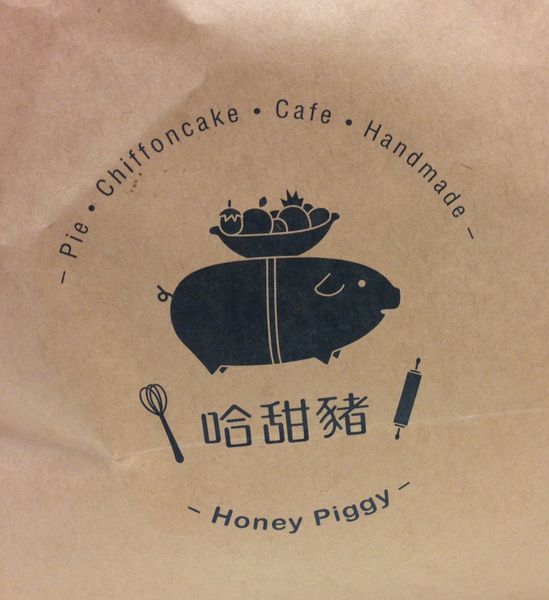 – Pie • Chiffoncake • Cafe • Handmade –
哈甜豬
– Honey Piggy –